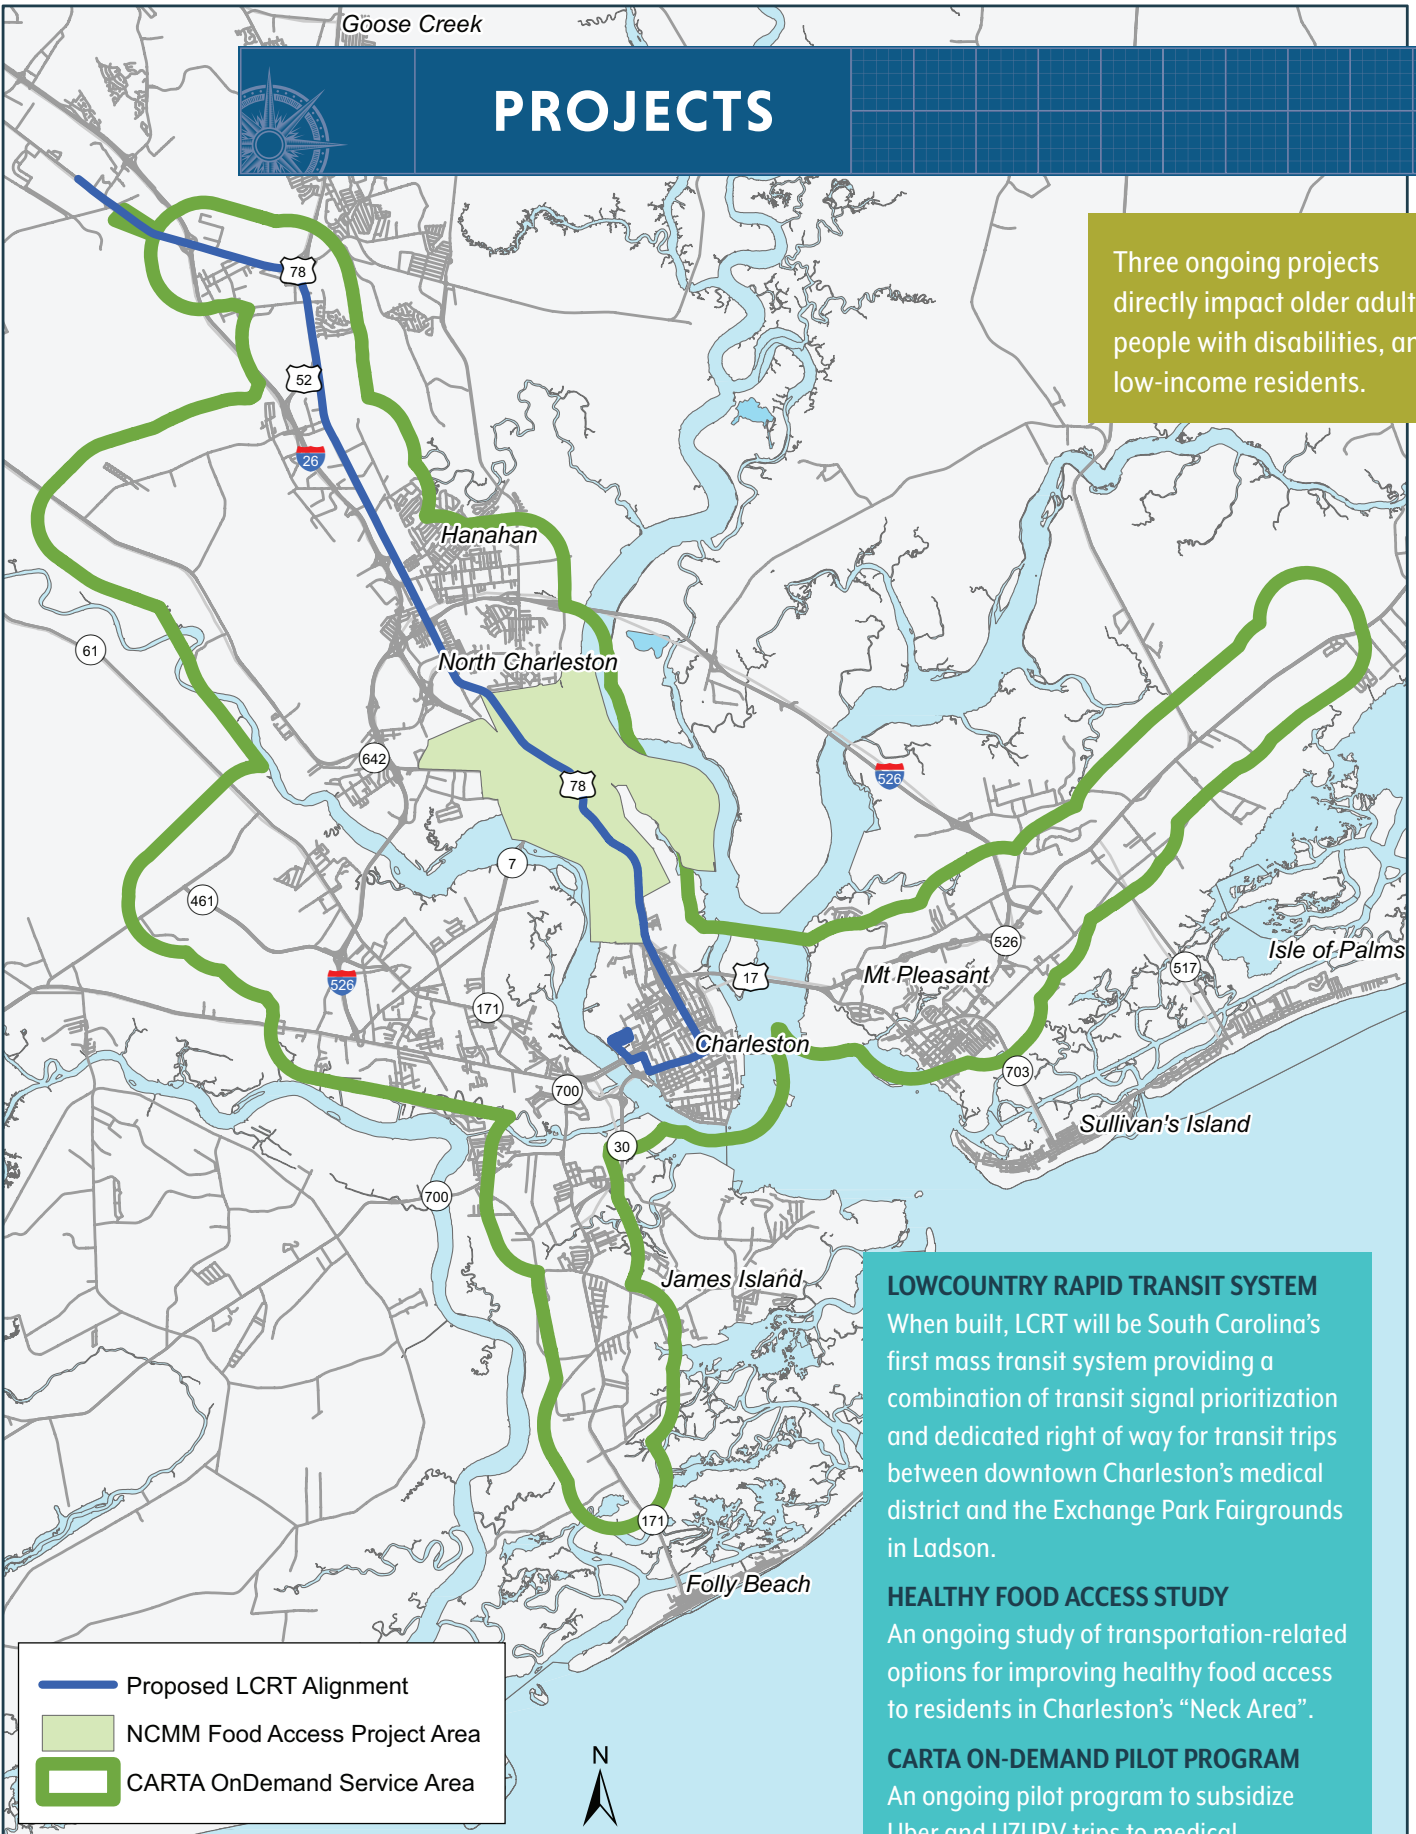 Goose Creek
PROJECTS
Three ongoing projects
directly impact older adult
people with disabilities, an
low-income residents.
78
52
26
Hanahan
61
North Charleston
642
78
526
7
461
526
Isle of Palms
517
Mt Pleasant
17
526
171
Charleston
703
700
Sullivan's Island
30
700
James Island
171
Folly Beach
LOWCOUNTRY RAPID TRANSIT SYSTEM
When built, LCRT will be South Carolina’s
first mass transit system providing a
combination of transit signal prioritization
and dedicated right of way for transit trips
between downtown Charleston’s medical
district and the Exchange Park Fairgrounds
in Ladson.
HEALTHY FOOD ACCESS STUDY
An ongoing study of transportation-related
options for improving healthy food access
to residents in Charleston’s “Neck Area”.
CARTA ON-DEMAND PILOT PROGRAM
An ongoing pilot program to subsidize
Uber and UZURV trips to medical
Proposed LCRT Alignment
NCMM Food Access Project Area
CARTA OnDemand Service Area
N